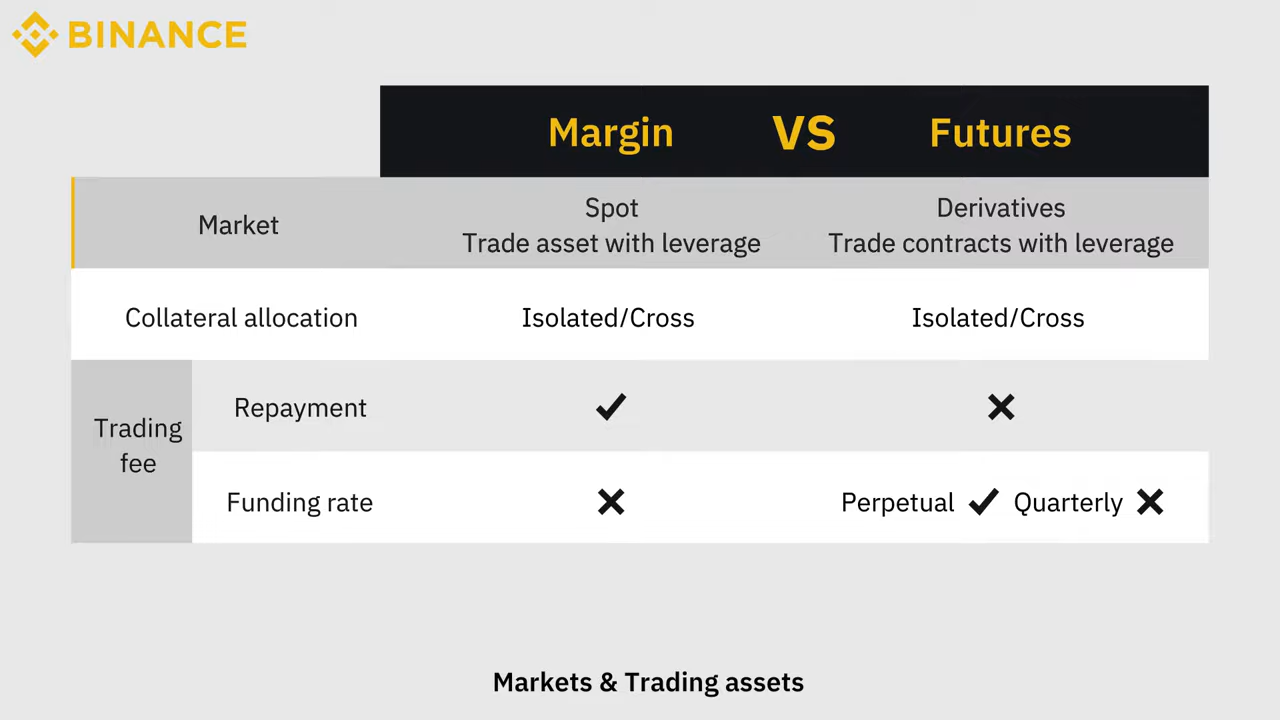 BINANCE
Margin VS Futures
Market
Spot
Trade asset with leverage
Derivatives
Trade contracts with leverage
Collateral allocation
Isolated/Cross
Isolated/Cross
Trading
fee
Repayment
✔
✖
Funding rate
✖
Perpetual ✔ Quarterly ✖
Markets & Trading assets